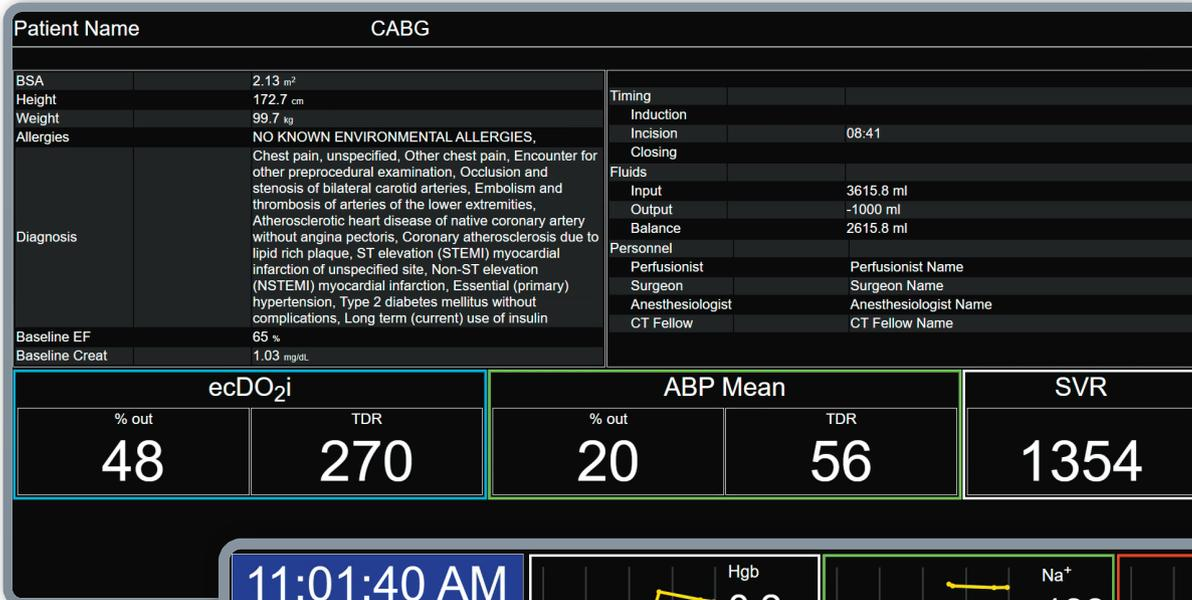 Patient Name CABG
BSA 2.13 m²
Height 172.7 cm
Weight 99.7 kg
Allergies NO KNOWN ENVIRONMENTAL ALLERGIES,
Diagnosis
Chest pain, unspecified, Other chest pain, Encounter for
other preprocedural examination, Occlusion and
stenosis of bilateral carotid arteries, Embolism and
thrombosis of arteries of the lower extremities,
Atherosclerotic heart disease of native coronary artery
without angina pectoris, Coronary atherosclerosis due to
lipid rich plaque, ST elevation (STEMI) myocardial
infarction of unspecified site, Non-ST elevation
(NSTEMI) myocardial infarction, Essential (primary)
hypertension, Type 2 diabetes mellitus without
complications, Long term (current) use of insulin
Baseline EF 65 %
Baseline Creat 1.03 mg/dL
Timing
Induction
Incision 08:41
Closing
Fluids
Input 3615.8 ml
Output -1000 ml
Balance 2615.8 ml
Personnel
Perfusionist Perfusionist Name
Surgeon Surgeon Name
Anesthesiologist Anesthesiologist Name
CT Fellow CT Fellow Name
ecDO₂i
% out TDR
48 270
ABP Mean
% out TDR
20 56
SVR
1354
11:01:40 AM
Hgb
Na⁺